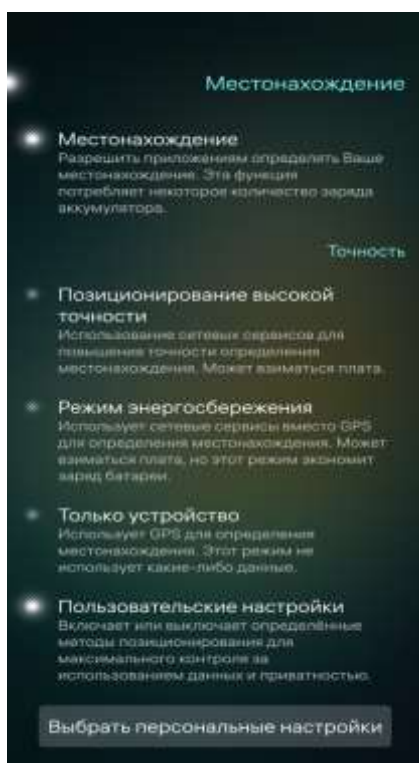 Местонахождение
Местонахождение
Разрешить приложениям определять Ваше
местонахождение. Эта функция
потребляет некоторое количество заряда
аккумулятора.
Точность
Позиционирование высокой
точности
Использование сетевых сервисов для
повышения точности определения
местонахождения. Может взиматься плата.
Режим энергосбережения
Использует сетевые сервисы вместо GPS
для определения местонахождения. Может
взиматься плата, но этот режим экономит
заряд батареи.
Только устройство
Использует GPS для определения
местонахождения. Этот режим не
использует какие-либо данные.
Пользовательские настройки
Включает или выключает определённые
методы позиционирования для
максимального контроля за
использованием данных и приватностью.
Выбрать персональные настройки